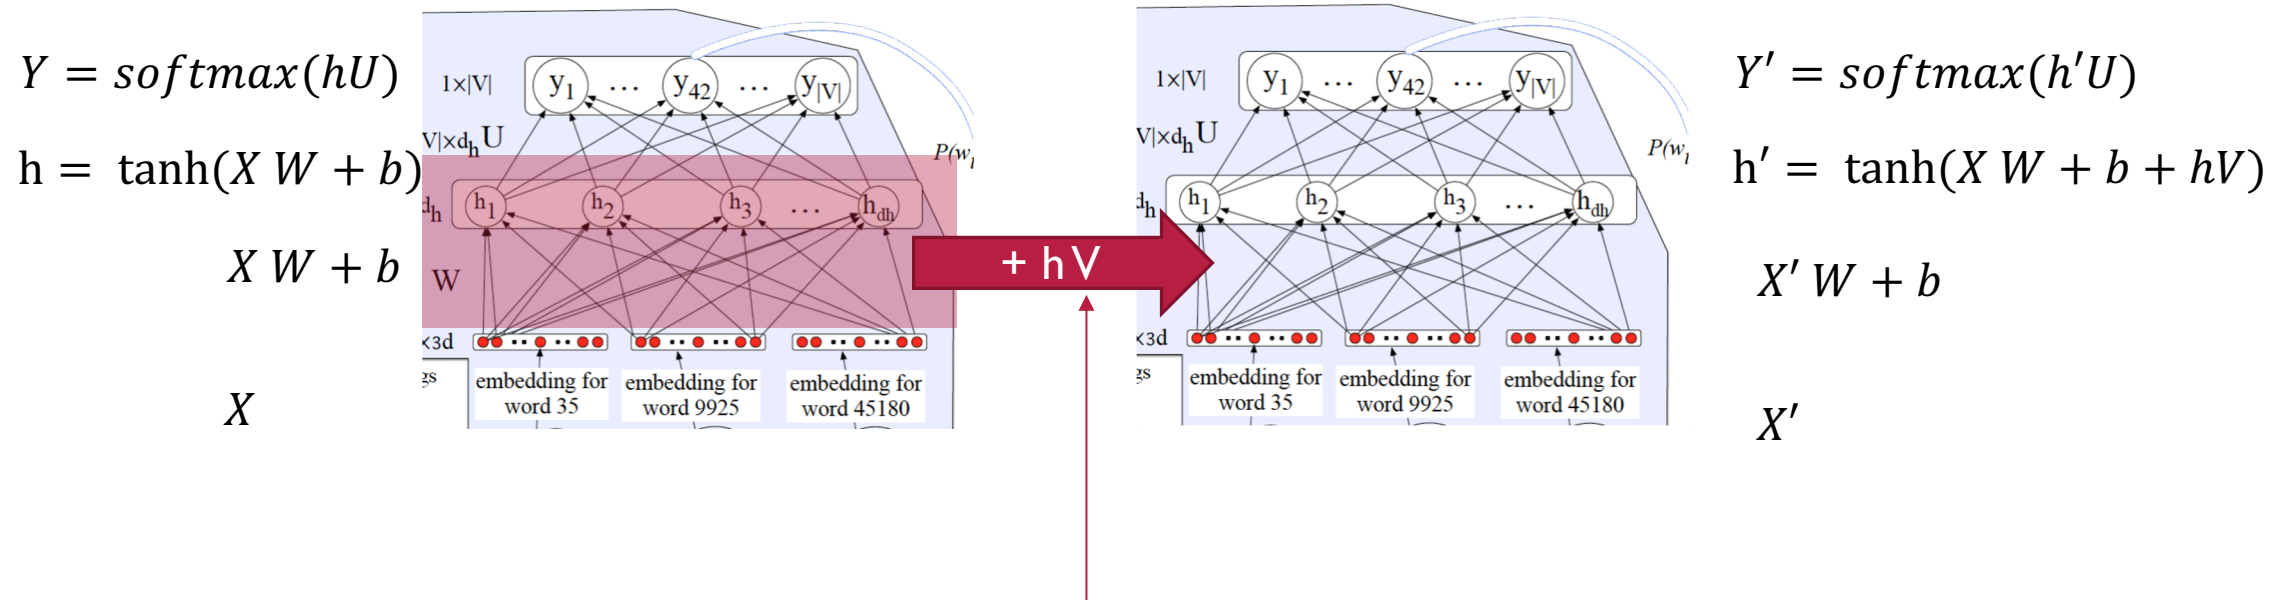 Y = softmax(hU)
h = tanh(X W + b)
X W + b
X
1×|V|
y1 … y42 … y|V|
V|×dh U
P(wt
dh
h1 h2 h3 … hdh
W
×3d
gs
embedding for word 35
embedding for word 9925
embedding for word 45180
+ h V
1×|V|
y1 … y42 … y|V|
V|×dh U
P(wt
dh
h1 h2 h3 … hdh
×3d
gs
embedding for word 35
embedding for word 9925
embedding for word 45180
Y′ = softmax(h′U)
h′ = tanh(X W + b + hV)
X′ W + b
X′